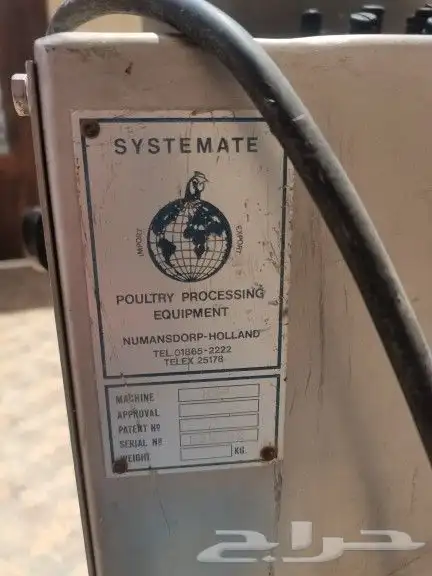 SYSTEMATE
IMPORT
EXPORT
POULTRY PROCESSING
EQUIPMENT
NUMANSDORP-HOLLAND
TEL. 01865-2222
TELEX 25178
MACHINE
APPROVAL
PATENT Nº
SERIAL Nº
WEIGHT KG.
حراج